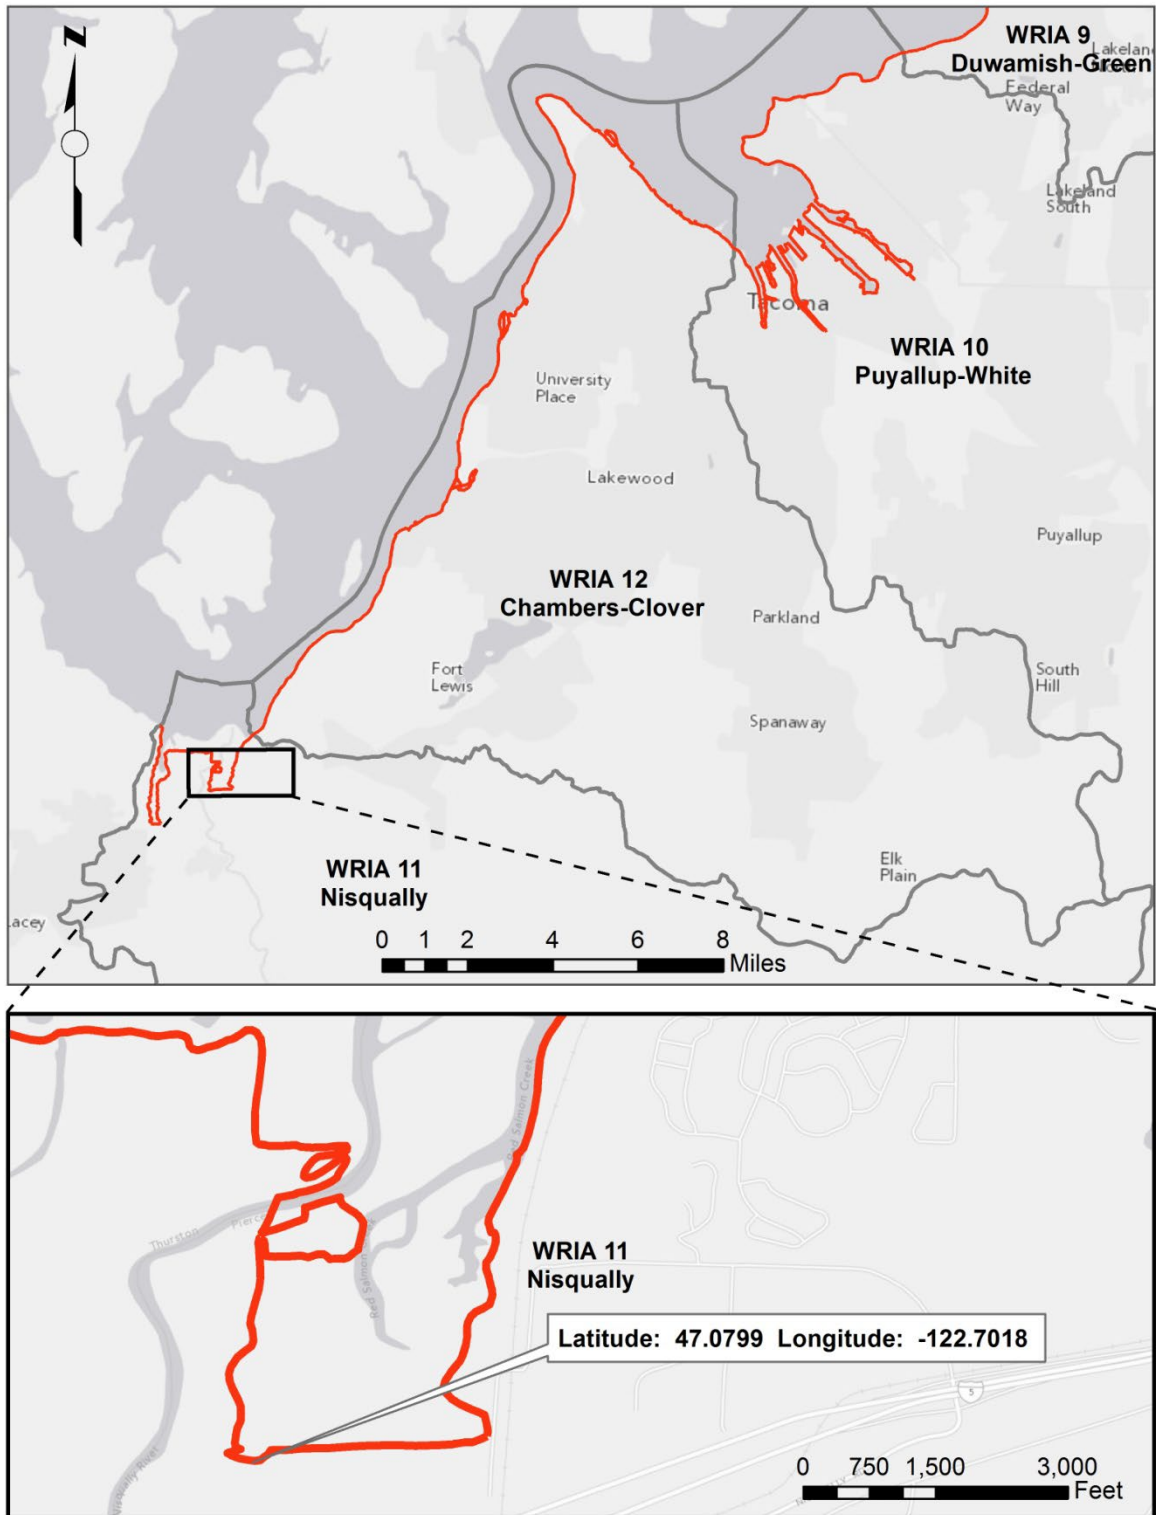 N
WRIA 9
Duwamish-Green
Federal
Way
Lakeland
South
Tacoma
WRIA 10
Puyallup-White
University
Place
Lakewood
Puyallup
WRIA 12
Chambers-Clover
Parkland
Fort
Lewis
South
Hill
Spanaway
Elk
Plain
WRIA 11
Nisqually
acey
0 1 2 4 6 8
Miles
Red Salmon Creek
Thurston
Pierce
WRIA 11
Nisqually
Red Salmon
Latitude: 47.0799 Longitude: -122.7018
5
Nisqually River
0 750 1,500 3,000
Feet